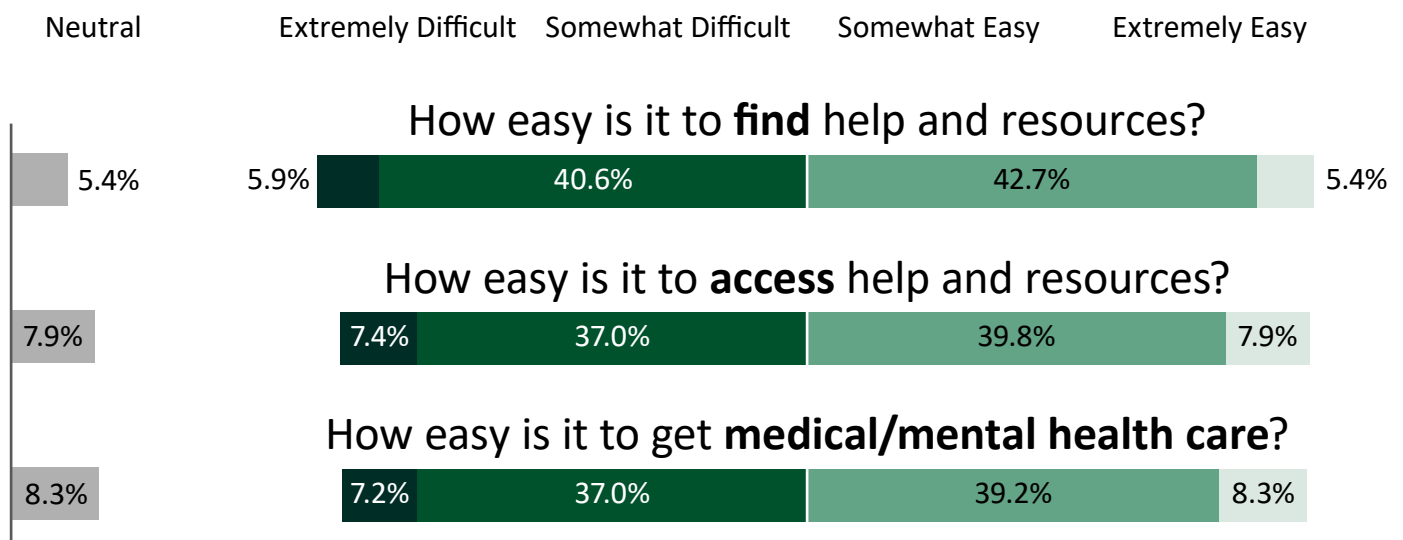 Neutral Extremely Difficult Somewhat Difficult Somewhat Easy Extremely Easy
How easy is it to find help and resources?
5.4% 5.9% 40.6% 42.7% 5.4%
How easy is it to access help and resources?
7.9% 7.4% 37.0% 39.8% 7.9%
How easy is it to get medical/mental health care?
8.3% 7.2% 37.0% 39.2% 8.3%